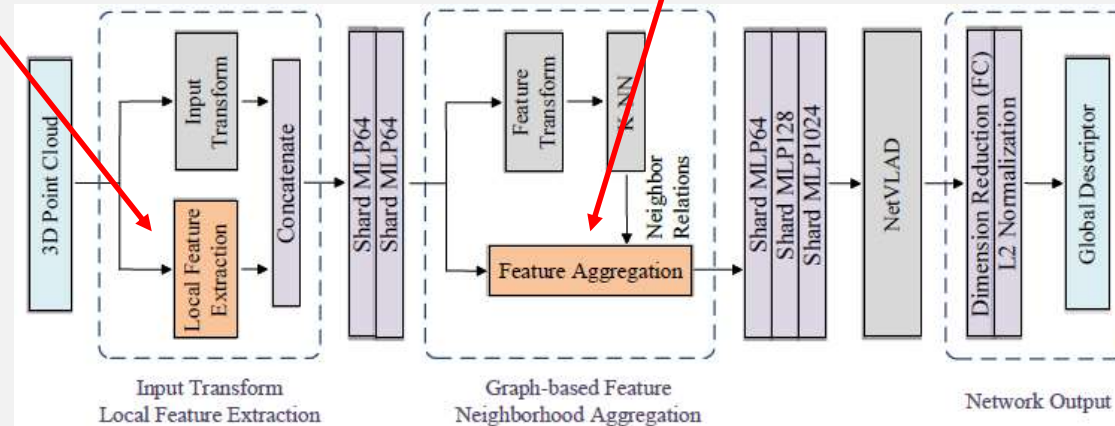 3D Point Cloud
Input
Transform
Local Feature
Extraction
Concatenate
Input Transform
Local Feature Extraction
Shard MLP64
Shard MLP64
Feature
Transform
K-NN
Neighbor
Relations
Feature Aggregation
Graph-based Feature
Neighborhood Aggregation
Shard MLP64
Shard MLP128
Shard MLP1024
NetVLAD
Dimension Reduction (FC)
L2 Normalization
Global Descriptor
Network Output